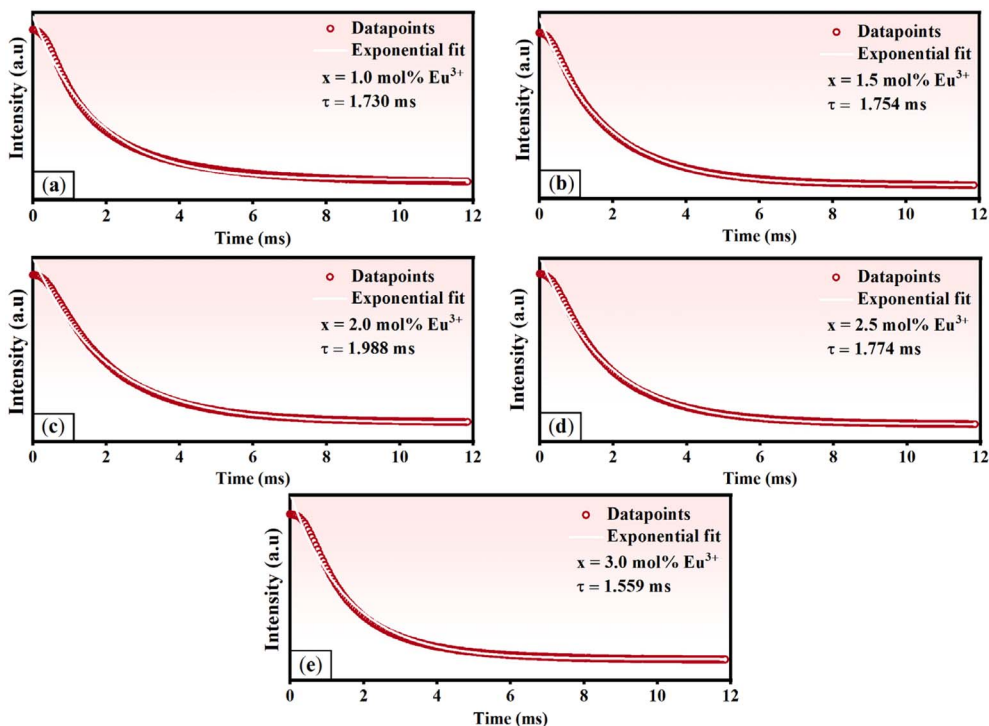 Intensity (a.u)
Datapoints
Exponential fit
x = 1.0 mol% Eu³⁺
τ = 1.730 ms
(a)
0 2 4 6 8 10 12
Time (ms)
Intensity (a.u)
Datapoints
Exponential fit
x = 1.5 mol% Eu³⁺
τ = 1.754 ms
(b)
0 2 4 6 8 10 12
Time (ms)
Intensity (a.u)
Datapoints
Exponential fit
x = 2.0 mol% Eu³⁺
τ = 1.988 ms
(c)
0 2 4 6 8 10 12
Time (ms)
Intensity (a.u)
Datapoints
Exponential fit
x = 2.5 mol% Eu³⁺
τ = 1.774 ms
(d)
0 2 4 6 8 10 12
Time (ms)
Intensity (a.u)
Datapoints
Exponential fit
x = 3.0 mol% Eu³⁺
τ = 1.559 ms
(e)
0 2 4 6 8 10 12
Time (ms)